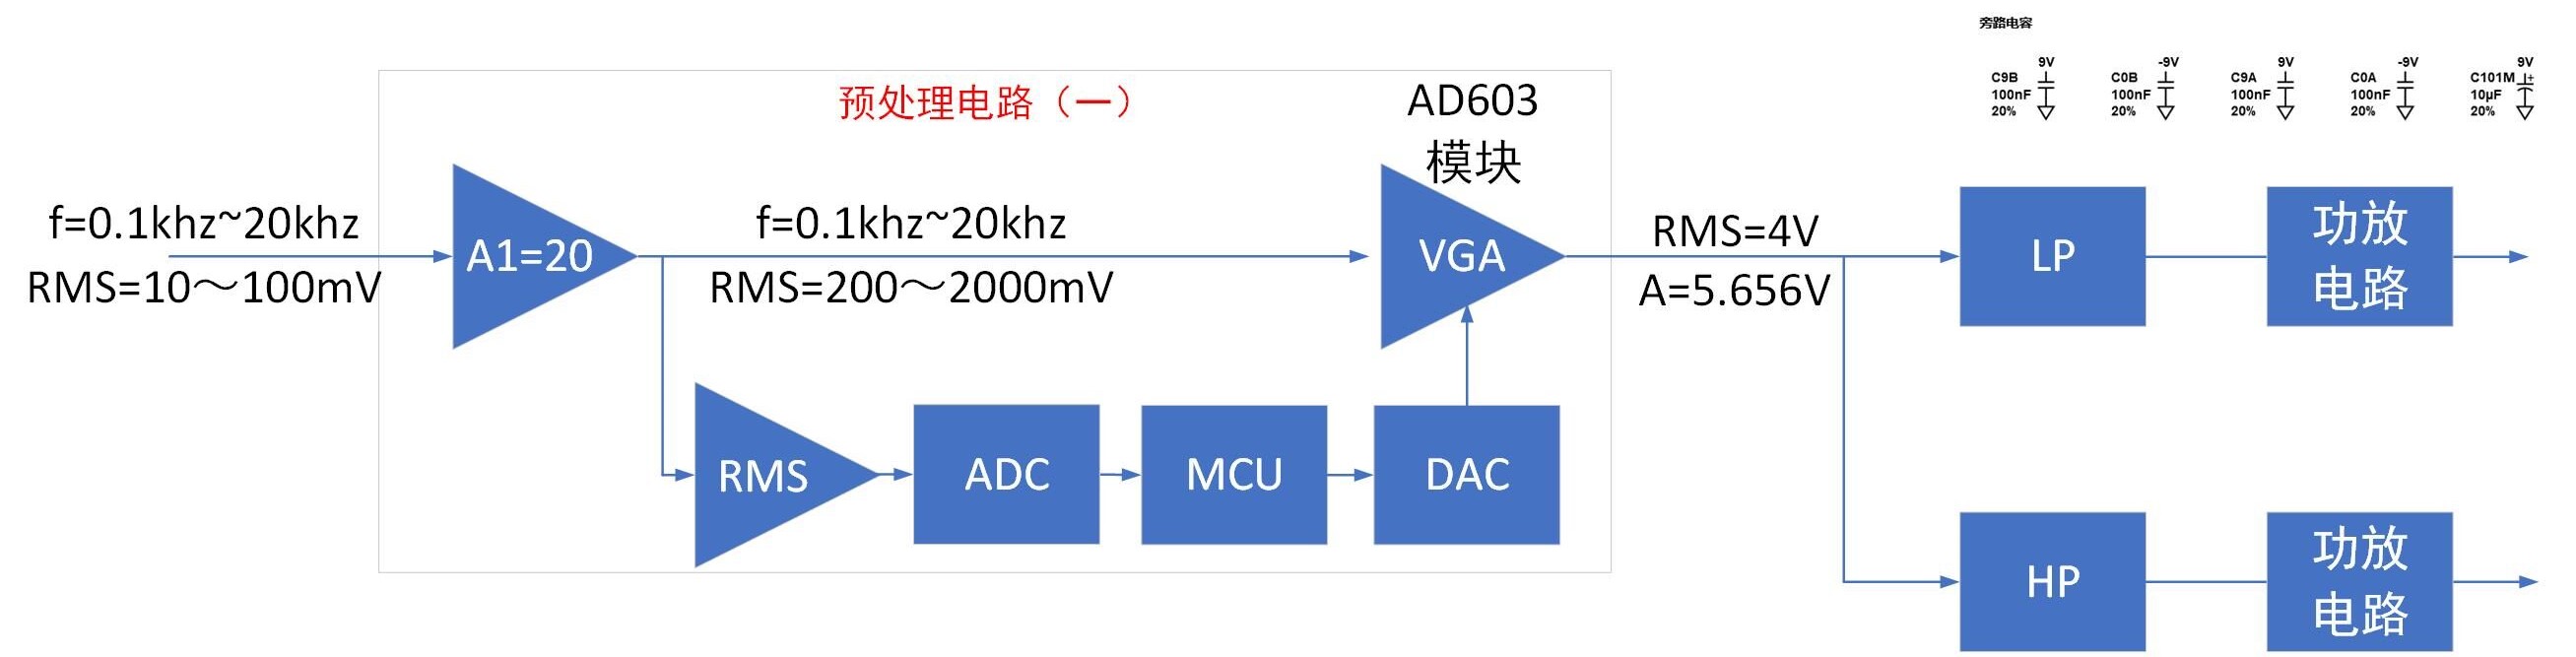 旁路电容
9V
C9B
100nF
20%
-9V
C0B
100nF
20%
9V
C9A
100nF
20%
-9V
C0A
100nF
20%
9V
C101M
10μF
20%
预处理电路（一）
AD603
模块
f=0.1khz~20khz
RMS=10～100mV
A1=20
f=0.1khz~20khz
RMS=200～2000mV
VGA
RMS=4V
A=5.656V
LP
功放
电路
RMS
ADC
MCU
DAC
HP
功放
电路